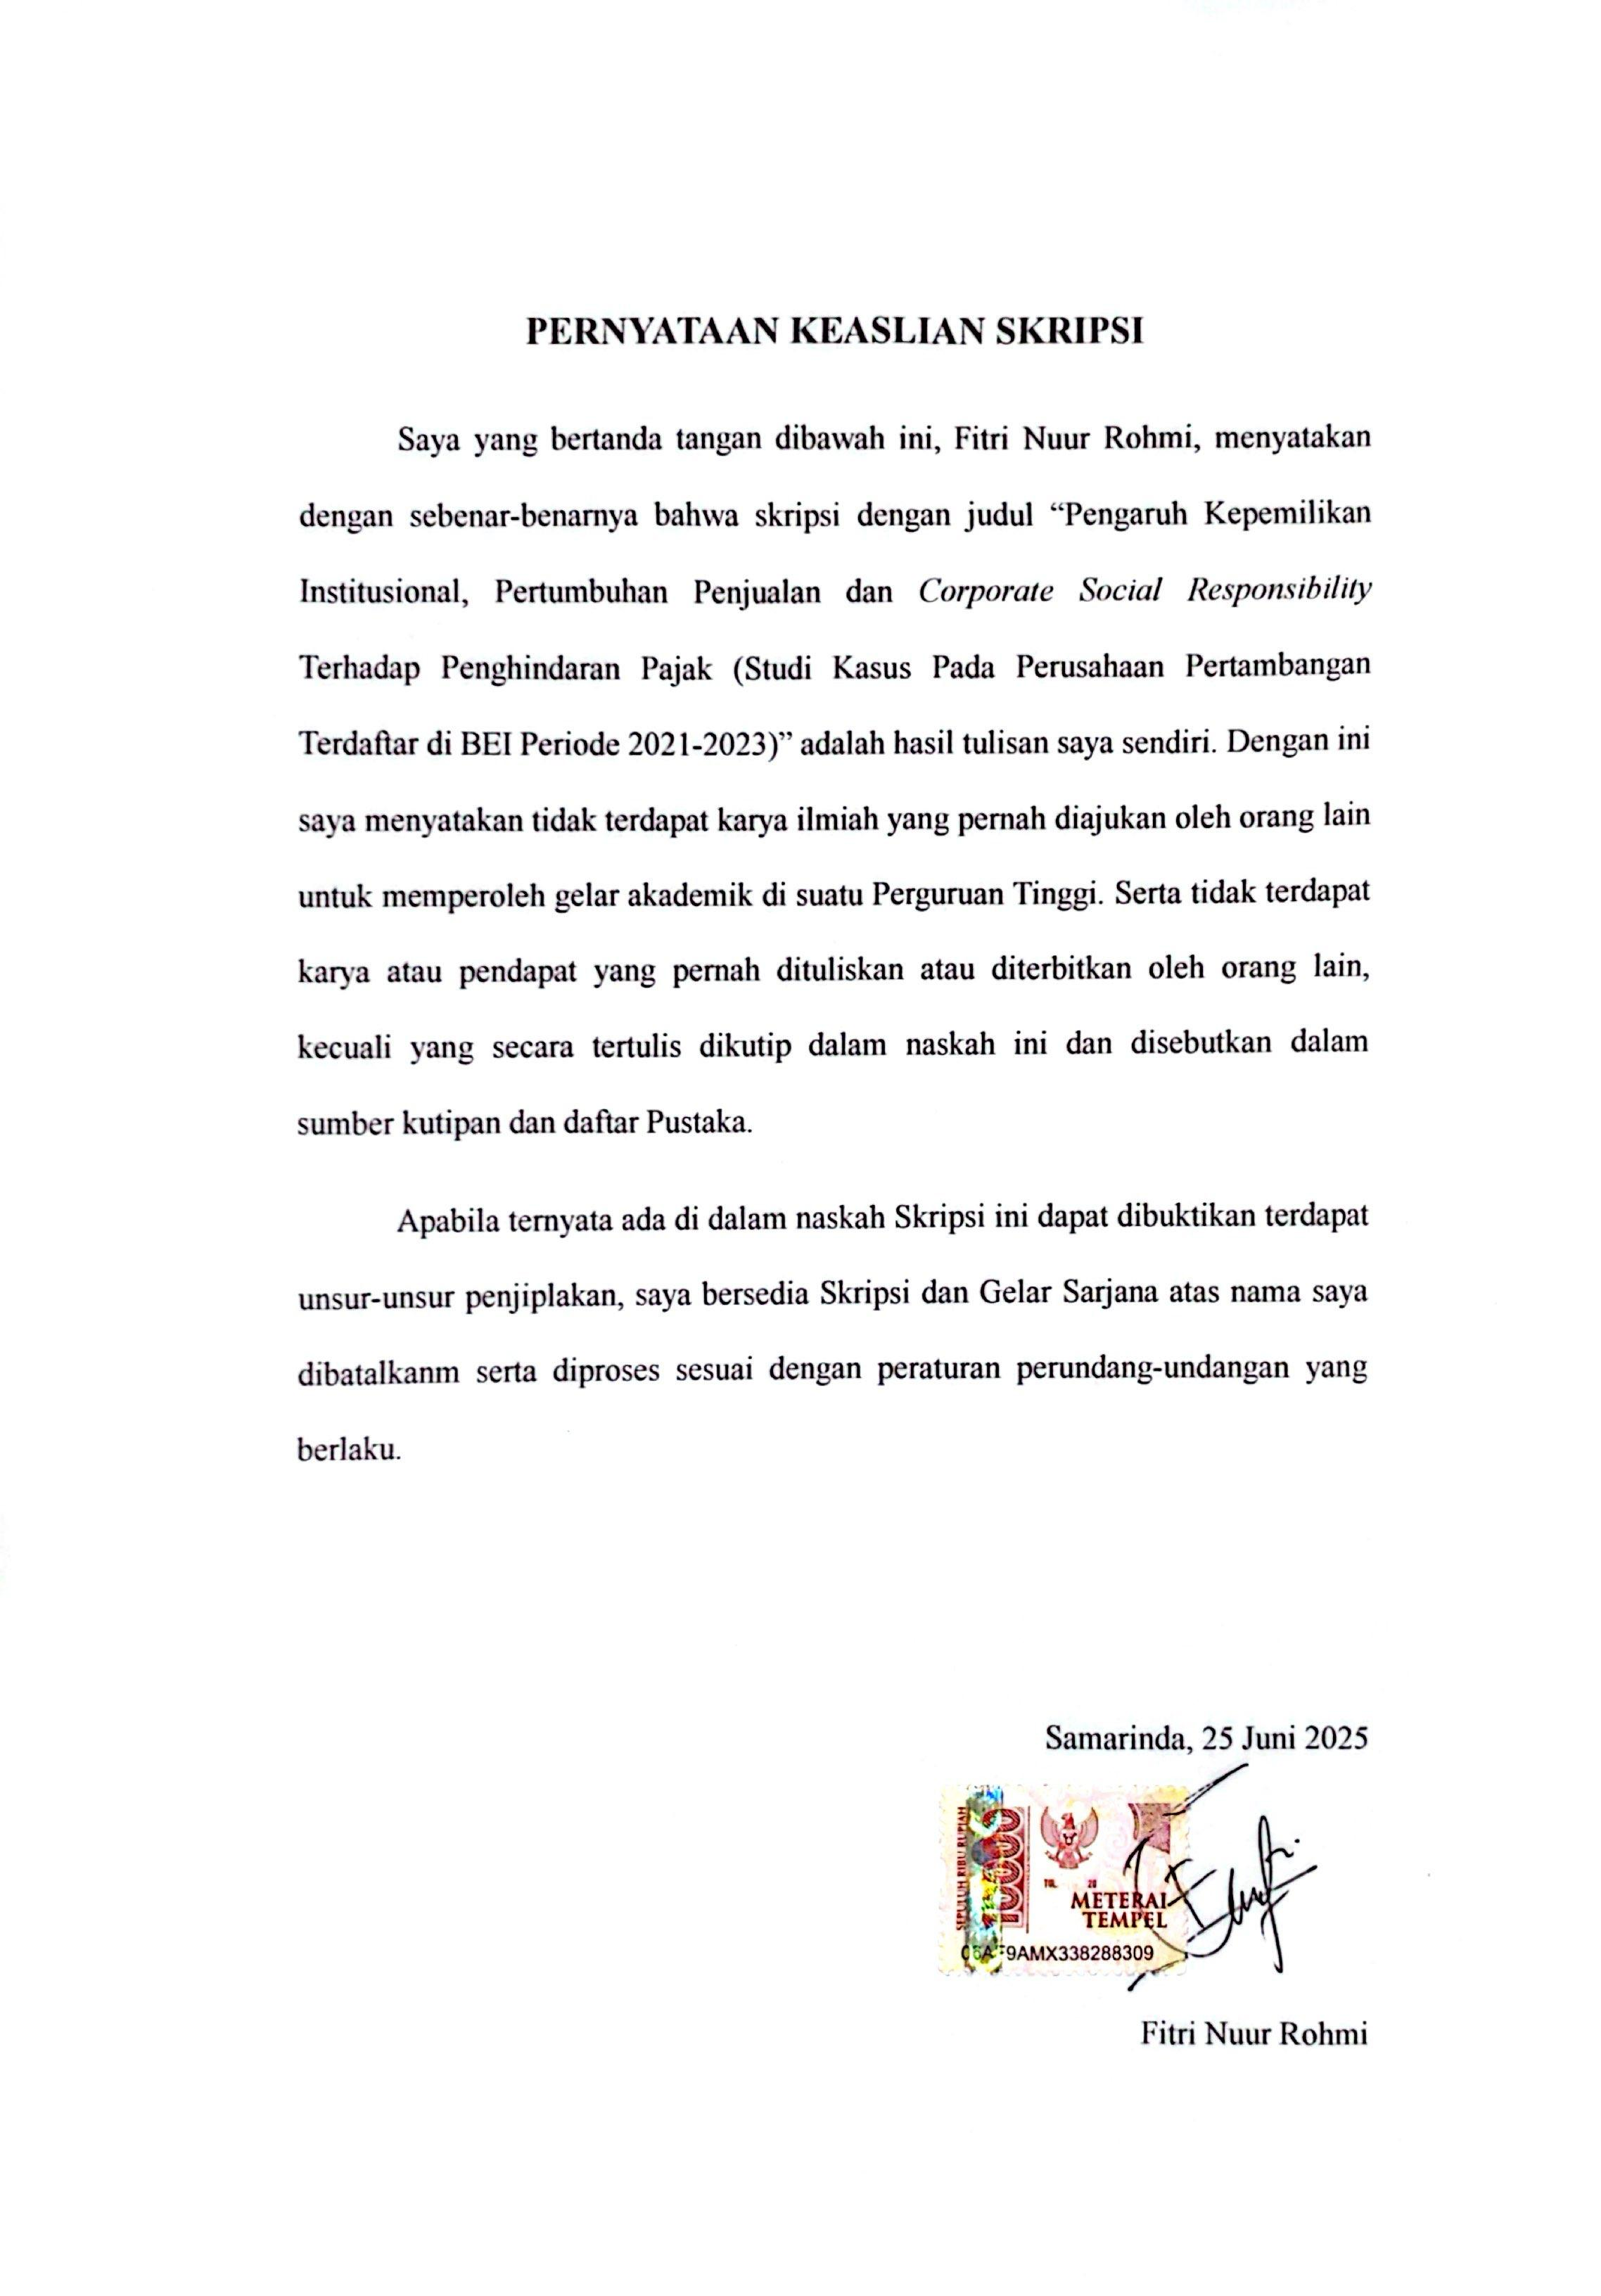 PERNYATAAN KEASLIAN SKRIPSI
Saya yang bertanda tangan dibawah ini, Fitri Nuur Rohmi, menyatakan
dengan sebenar-benarnya bahwa skripsi dengan judul “Pengaruh Kepemilikan
Institusional, Pertumbuhan Penjualan dan Corporate Social Responsibility
Terhadap Penghindaran Pajak (Studi Kasus Pada Perusahaan Pertambangan
Terdaftar di BEI Periode 2021-2023)” adalah hasil tulisan saya sendiri. Dengan ini
saya menyatakan tidak terdapat karya ilmiah yang pernah diajukan oleh orang lain
untuk memperoleh gelar akademik di suatu Perguruan Tinggi. Serta tidak terdapat
karya atau pendapat yang pernah dituliskan atau diterbitkan oleh orang lain,
kecuali yang secara tertulis dikutip dalam naskah ini dan disebutkan dalam
sumber kutipan dan daftar Pustaka.
Apabila ternyata ada di dalam naskah Skripsi ini dapat dibuktikan terdapat
unsur-unsur penjiplakan, saya bersedia Skripsi dan Gelar Sarjana atas nama saya
dibatalkanm serta diproses sesuai dengan peraturan perundang-undangan yang
berlaku.
Samarinda, 25 Juni 2025
SEPULUH RIBU RUPIAH
10000
TGL. 20
METERAI
TEMPEL
Fitri Nuur Rohmi